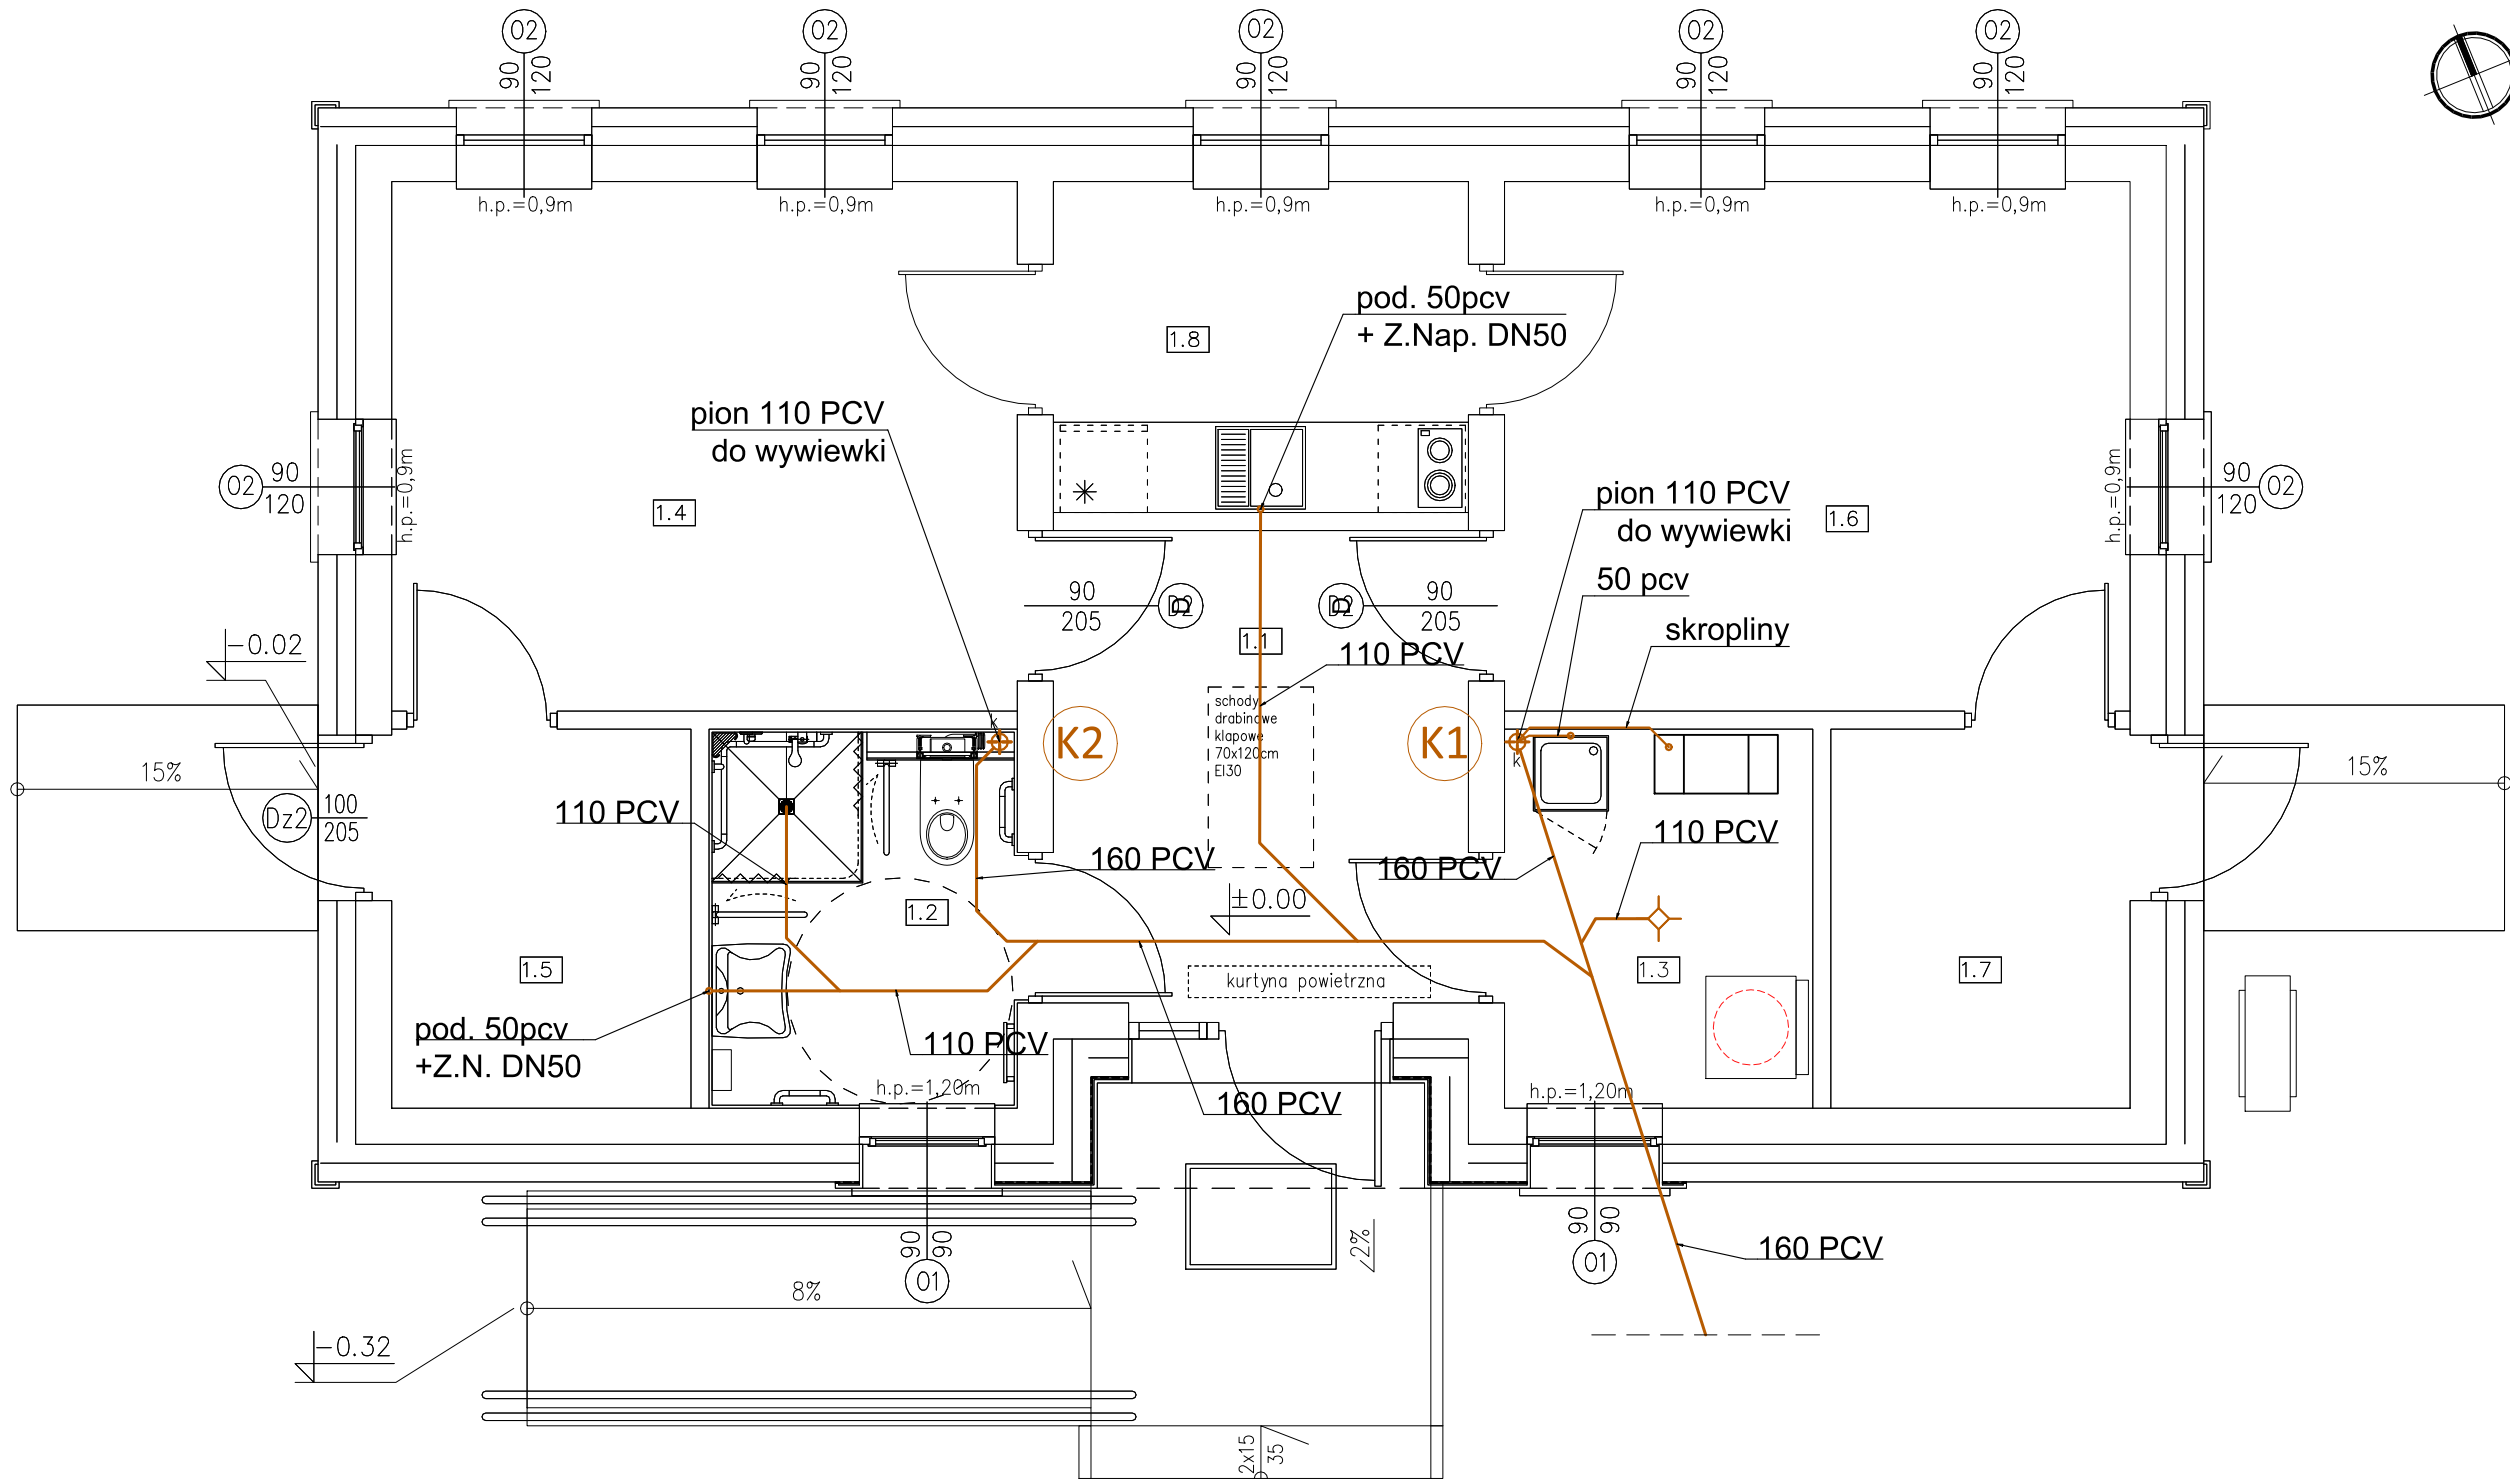 02
02
02
02
02
90
120
90
120
90
120
90
120
90
120
h.p.=0,9m
h.p.=0,9m
h.p.=0,9m
h.p.=0,9m
h.p.=0,9m
pod. 50pcv
+ Z.Nap. DN50
1.8
pion 110 PCV
do wywiewki
02
90
120
h.p.=0,9m
1.4
pion 110 PCV
do wywiewki
1.6
h.p.=0,9m
90
120
02
50 pcv
90
205
90
205
skropliny
-0.02
1.1
110 PCV
schody
drabinowe
klapowe
70x120cm
EI30
k
K2
K1
k
15%
15%
Dz2
100
205
110 PCV
160 PCV
160 PCV
110 PCV
1.2
±0.00
1.5
1.3
1.7
kurtyna powietrzna
pod. 50pcv
+Z.N. DN50
110 PCV
h.p.=1,20m
h.p.=1,20m
160 PCV
90
90
01
90
90
01
2%
160 PCV
8%
-0.32
2x15
35